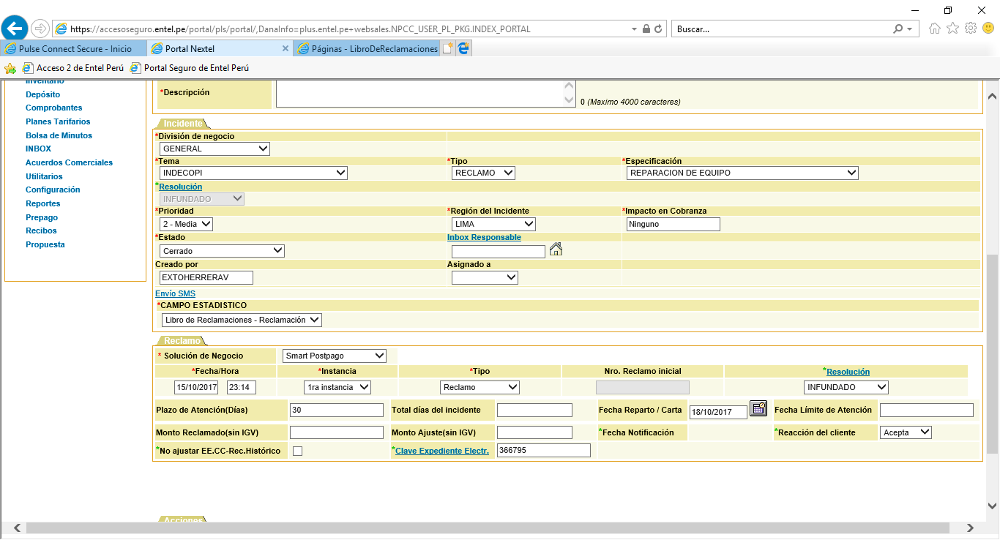 https://accesoseguro.entel.pe/portal/pls/portal/,DanaInfo=plus.entel.pe+websales.NPCC_USER_PL_PKG.INDEX_PORTAL
Buscar...
Pulse Connect Secure - Inicio
Portal Nextel
Páginas - LibroDeReclamaciones
Acceso 2 de Entel Perú
Portal Seguro de Entel Perú
Inventario
Depósito
Comprobantes
Planes Tarifarios
Bolsa de Minutos
INBOX
Acuerdos Comerciales
Utilitarios
Configuración
Reportes
Prepago
Recibos
Propuesta
*Descripción
0 (Maximo 4000 caracteres)
Incidente
*División de negocio
GENERAL
*Tema *Tipo *Especificación
INDECOPI RECLAMO REPARACION DE EQUIPO
*Resolución
INFUNDADO
*Prioridad *Región del Incidente *Impacto en Cobranza
2 - Media LIMA Ninguno
*Estado Inbox Responsable
Cerrado
Creado por Asignado a
EXTOHERRERAV
Envío SMS
*CAMPO ESTADISTICO
Libro de Reclamaciones - Reclamación
Reclamo
* Solución de Negocio Smart Postpago
*Fecha/Hora *Instancia *Tipo Nro. Reclamo inicial *Resolución
15/10/2017 23:14 1ra instancia Reclamo INFUNDADO
Plazo de Atención(Días) 30 Total días del incidente Fecha Reparto / Carta 18/10/2017 Fecha Límite de Atención
Monto Reclamado(sin IGV) Monto Ajuste(sin IGV) *Fecha Notificación *Reacción del cliente Acepta
*No ajustar EE.CC-Rec.Histórico *Clave Expediente Electr. 366795
Acciones